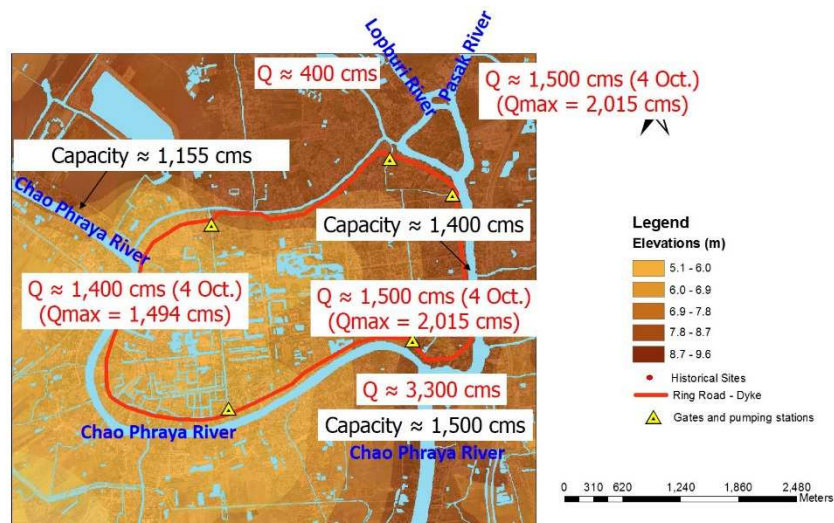 Lopburi River
Pasak River
Q ≈ 400 cms
Q ≈ 1,500 cms (4 Oct.)
(Qmax = 2,015 cms)
Capacity ≈ 1,155 cms
Chao Phraya River
Capacity ≈ 1,400
cms
Q ≈ 1,400 cms (4 Oct.)
(Qmax = 1,494 cms)
Q ≈ 1,500 cms (4 Oct.)
(Qmax = 2,015 cms)
Q ≈ 3,300 cms
Capacity ≈ 1,500 cms
Chao Phraya River
Chao Phraya River
Legend
Elevations (m)
5.1 - 6.0
6.0 - 6.9
6.9 - 7.8
7.8 - 8.7
8.7 - 9.6
Historical Sites
Ring Road - Dyke
Gates and pumping stations
0 310 620 1,240 1,860 2,480
Meters